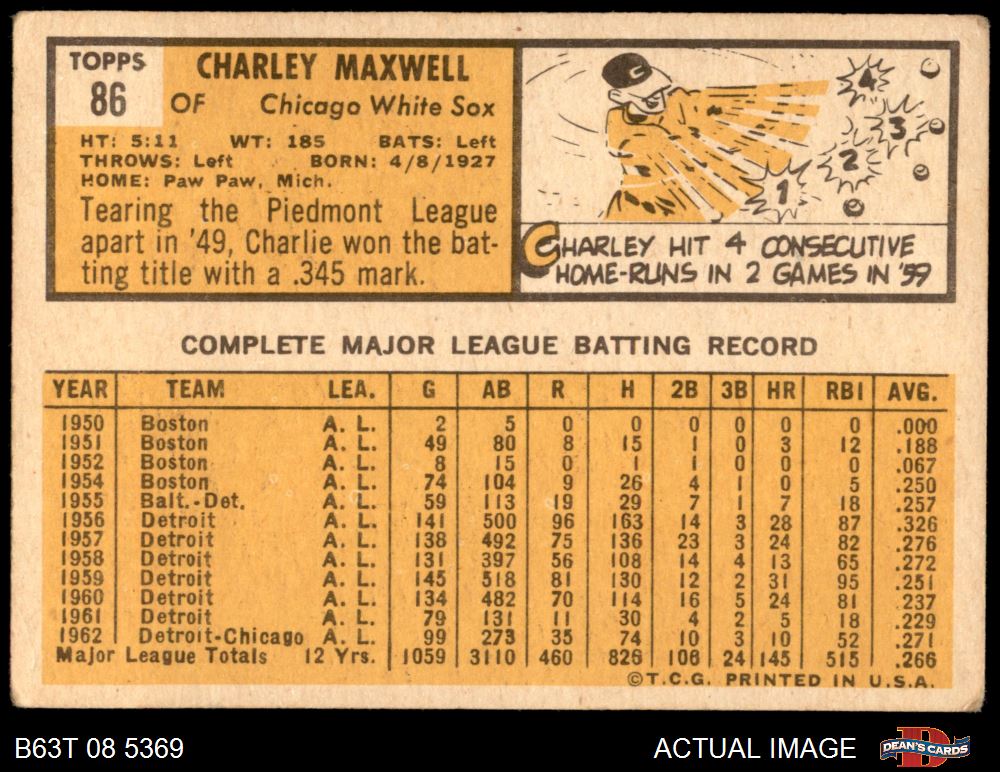 TOPPS
86
CHARLEY MAXWELL
OF Chicago White Sox
HT: 5:11 WT: 185 BATS: Left
THROWS: Left BORN: 4/8/1927
HOME: Paw Paw, Mich.
Tearing the Piedmont League
apart in '49, Charlie won the bat-
ting title with a .345 mark.
C
1
2
3
4
CHARLEY HIT 4 CONSECUTIVE
HOME-RUNS IN 2 GAMES IN '59
COMPLETE MAJOR LEAGUE BATTING RECORD
YEAR TEAM LEA. G AB R H 2B 3B HR RBI AVG.
1950 Boston A. L. 2 5 0 0 0 0 0 0 .000
1951 Boston A. L. 49 80 8 15 1 0 3 12 .188
1952 Boston A. L. 8 15 0 1 1 0 0 0 .067
1954 Boston A. L. 74 104 9 26 4 1 0 5 .250
1955 Balt.-Det. A. L. 59 113 19 29 7 1 7 18 .257
1956 Detroit A. L. 141 500 96 163 14 3 28 87 .326
1957 Detroit A. L. 138 492 75 136 23 3 24 82 .276
1958 Detroit A. L. 131 397 56 108 14 4 13 65 .272
1959 Detroit A. L. 145 518 81 130 12 2 31 95 .251
1960 Detroit A. L. 134 482 70 114 16 5 24 81 .237
1961 Detroit A. L. 79 131 11 30 4 2 5 18 .229
1962 Detroit-Chicago A. L. 99 273 35 74 10 3 10 52 .271
Major League Totals 12 Yrs. 1059 3110 460 826 106 24 145 515 .266
©T.C.G. PRINTED IN U.S.A.
B63T 08 5369
ACTUAL IMAGE
DEAN'S CARDS